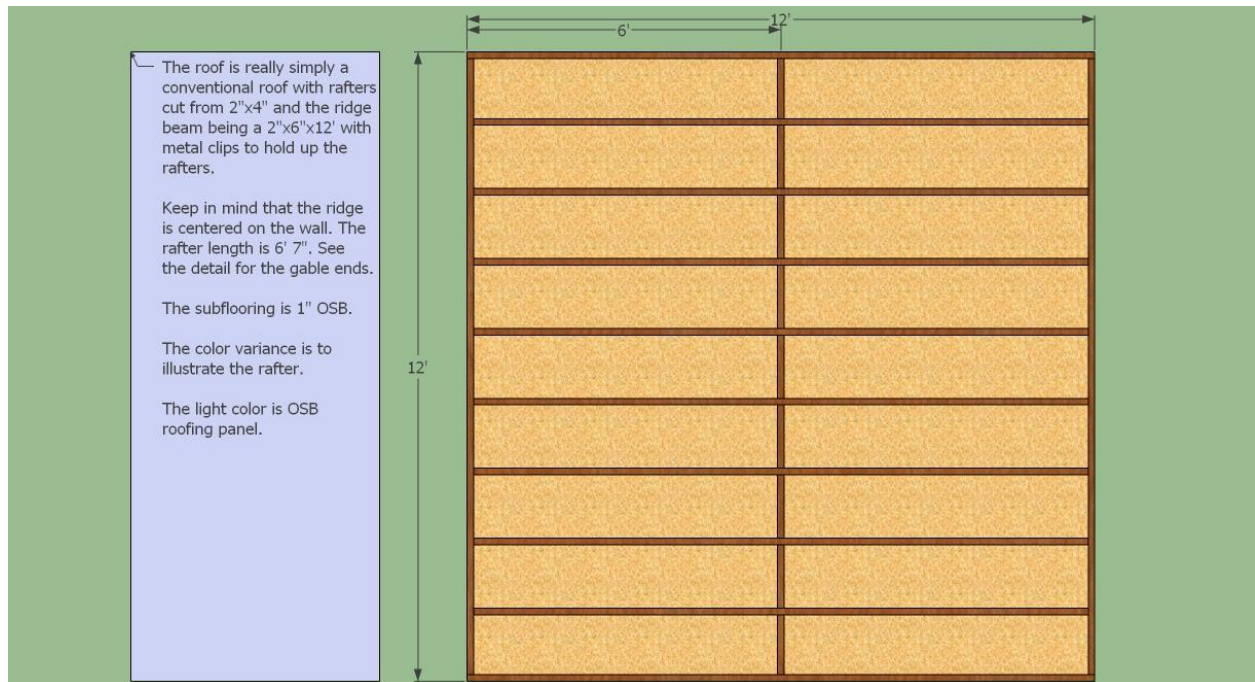 12'
6'
The roof is really simply a
conventional roof with rafters
cut from 2"x4" and the ridge
beam being a 2"x6"x12' with
metal clips to hold up the
rafters.
Keep in mind that the ridge
is centered on the wall. The
rafter length is 6' 7". See
the detail for the gable ends.
The subflooring is 1" OSB.
The color variance is to
illustrate the rafter.
The light color is OSB
roofing panel.
12'